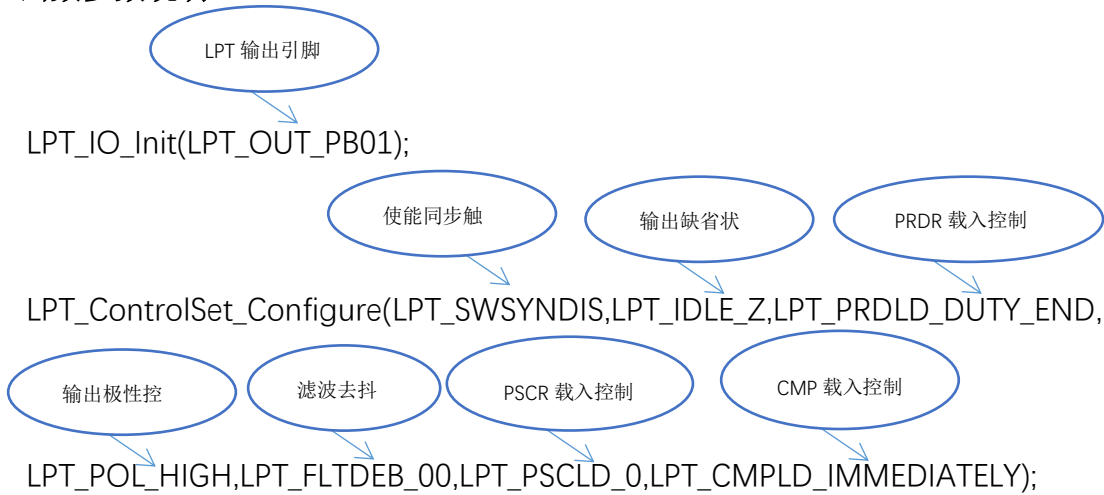 LPT 输出引脚
LPT_IO_Init(LPT_OUT_PB01);
使能同步触
输出缺省状
PRDR 载入控制
LPT_ControlSet_Configure(LPT_SWSYNDIS,LPT_IDLE_Z,LPT_PRDLD_DUTY_END,
输出极性控
滤波去抖
PSCR 载入控制
CMP 载入控制
LPT_POL_HIGH,LPT_FLTDEB_00,LPT_PSCLD_0,LPT_CMPLD_IMMEDIATELY);